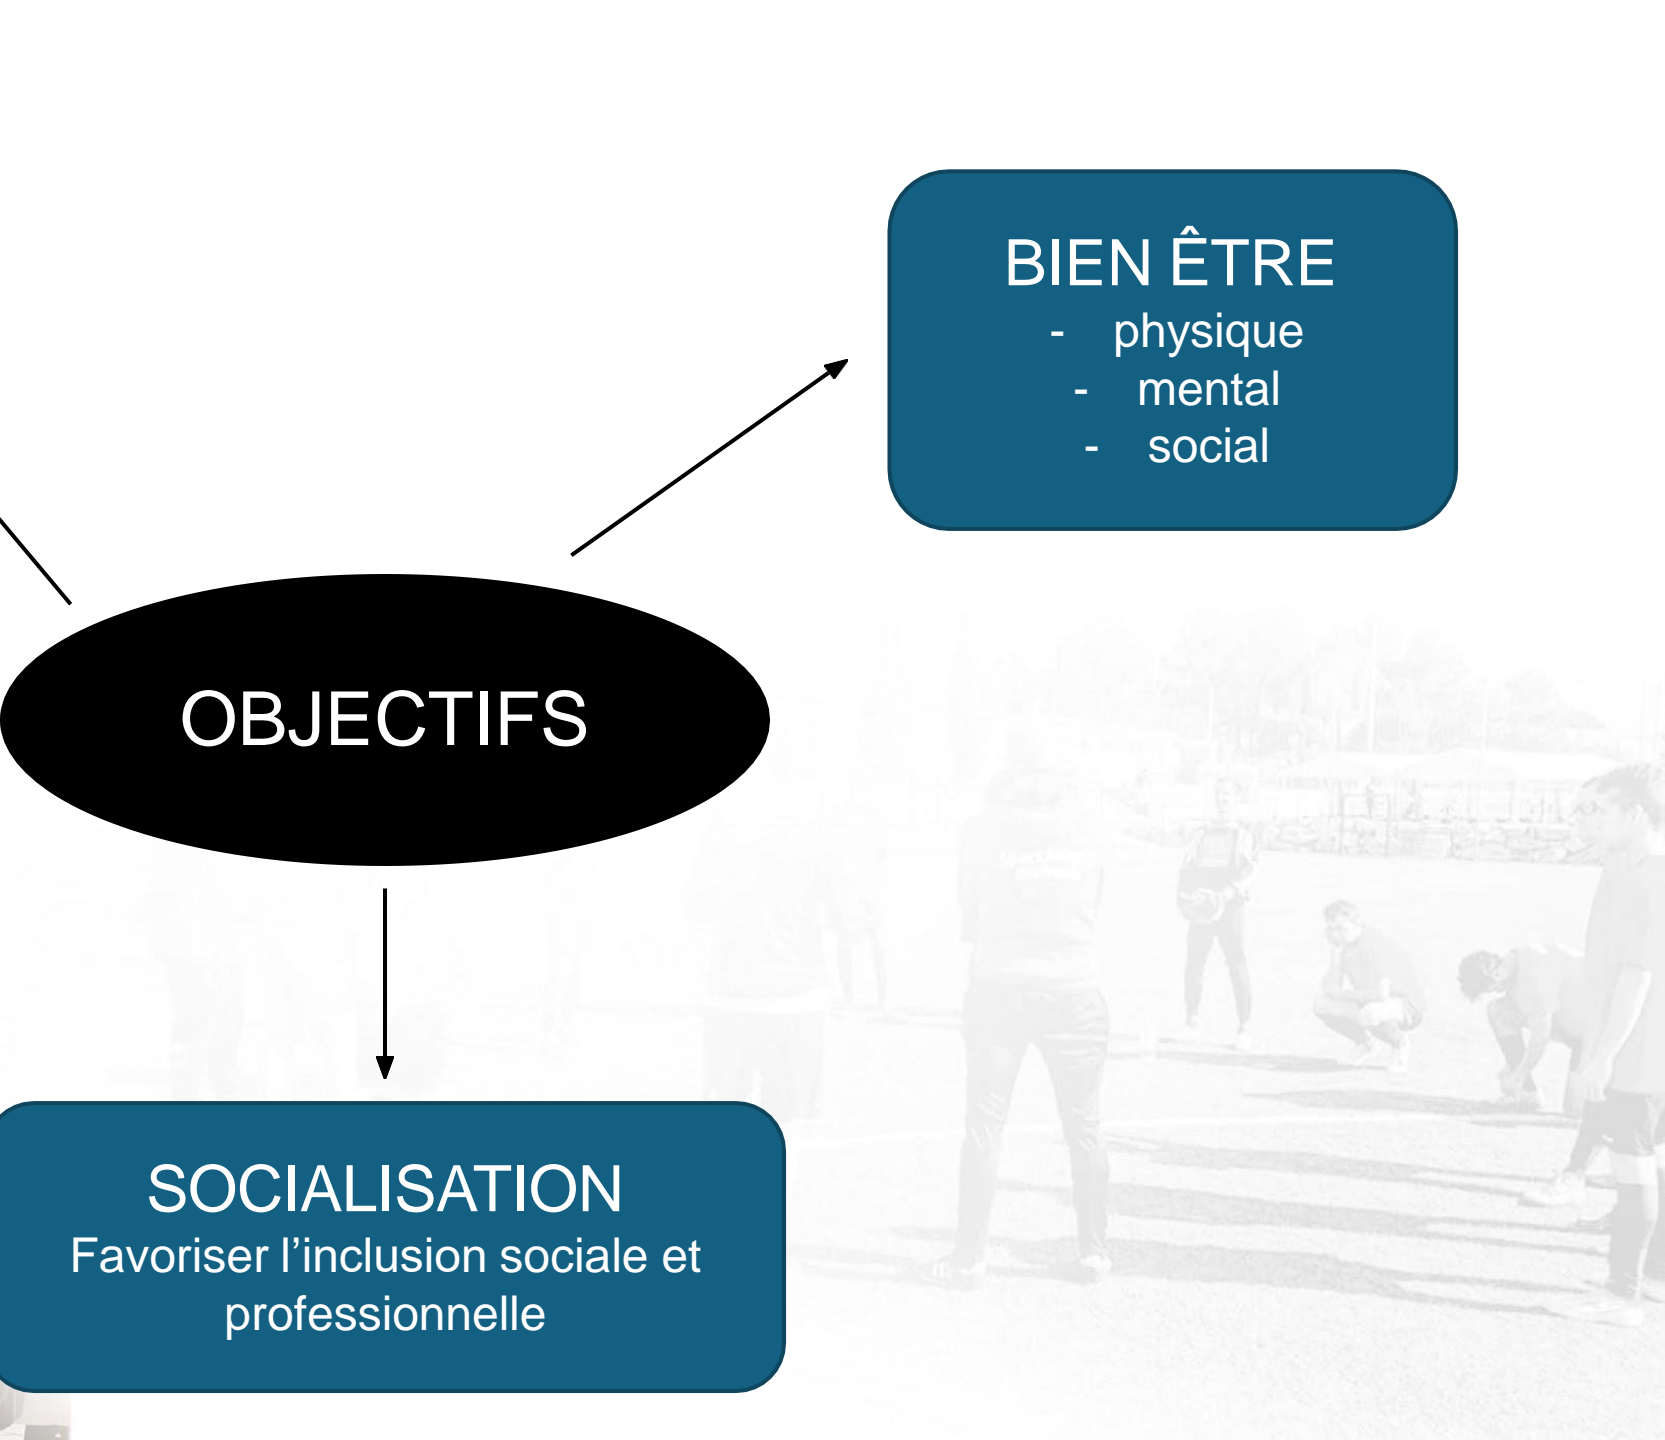 BIEN ÊTRE
- physique
- mental
- social
OBJECTIFS
SOCIALISATION
Favoriser l’inclusion sociale et
professionnelle